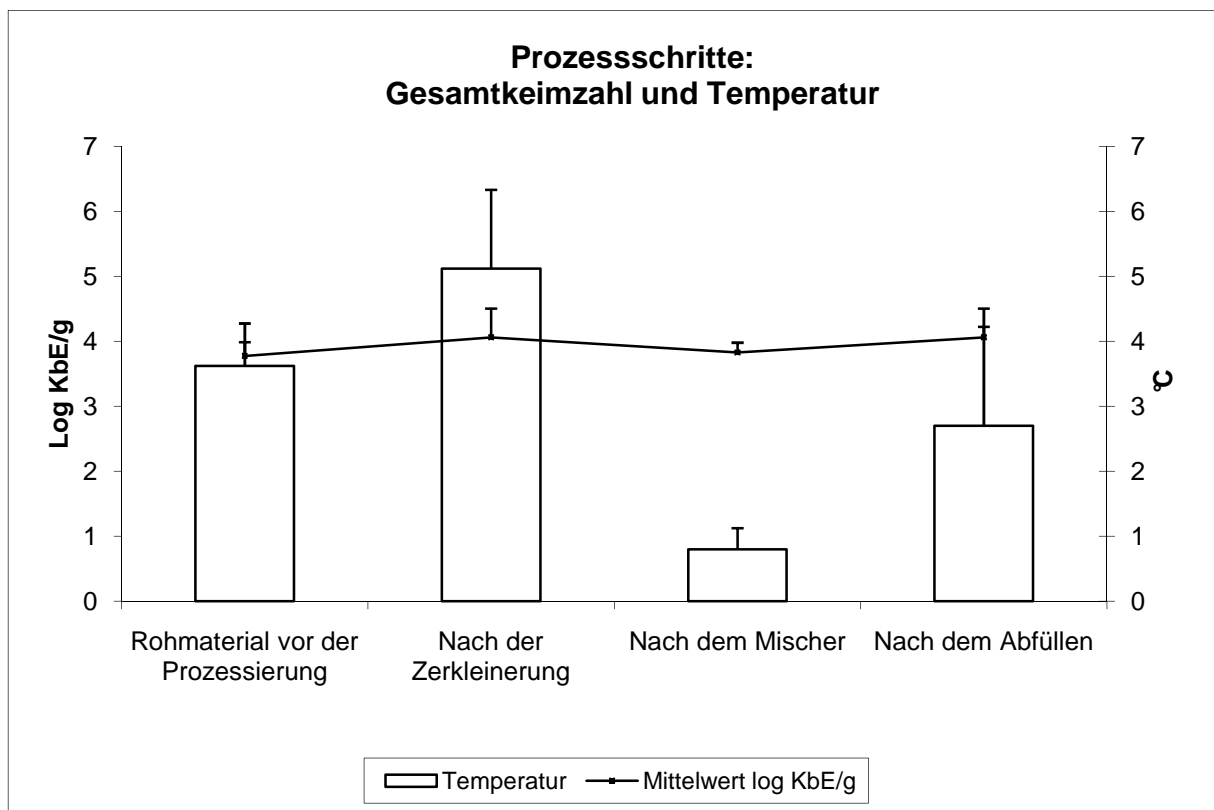 Prozessschritte:
Gesamtkeimzahl und Temperatur
7
6
5
4
3
2
1
0
Log KbE/g
7
6
5
4
3
2
1
0
°C
Rohmaterial vor der
Prozessierung
Nach der
Zerkleinerung
Nach dem Mischer
Nach dem Abfüllen
Temperatur
Mittelwert log KbE/g